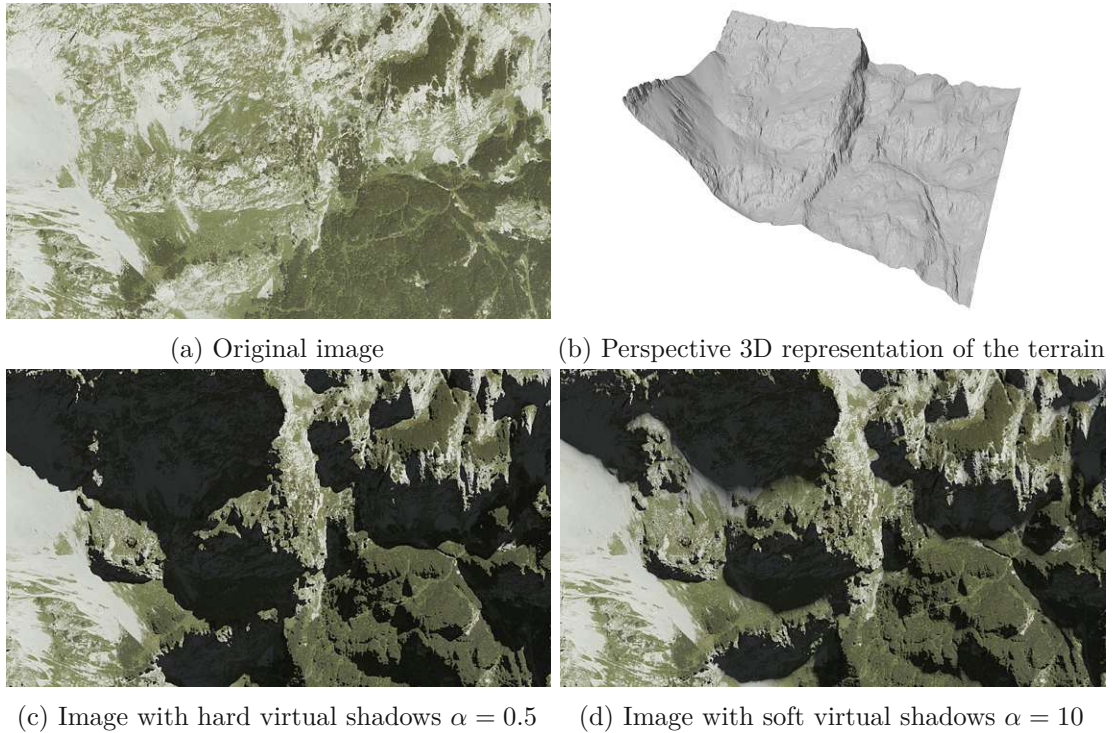 (a) Original image
(b) Perspective 3D representation of the terrain
(c) Image with hard virtual shadows α = 0.5
(d) Image with soft virtual shadows α = 10